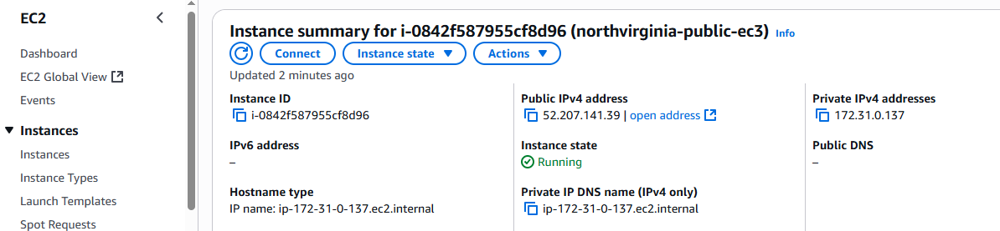 EC2
Dashboard
EC2 Global View
Events
Instances
Instances
Instance Types
Launch Templates
Spot Requests
Instance summary for i-0842f587955cf8d96 (northvirginia-public-ec3) Info
Connect
Instance state
Actions
Updated 2 minutes ago
Instance ID
i-0842f587955cf8d96
Public IPv4 address
52.207.141.39 | open address
Private IPv4 addresses
172.31.0.137
IPv6 address
–
Instance state
Running
Public DNS
–
Hostname type
IP name: ip-172-31-0-137.ec2.internal
Private IP DNS name (IPv4 only)
ip-172-31-0-137.ec2.internal